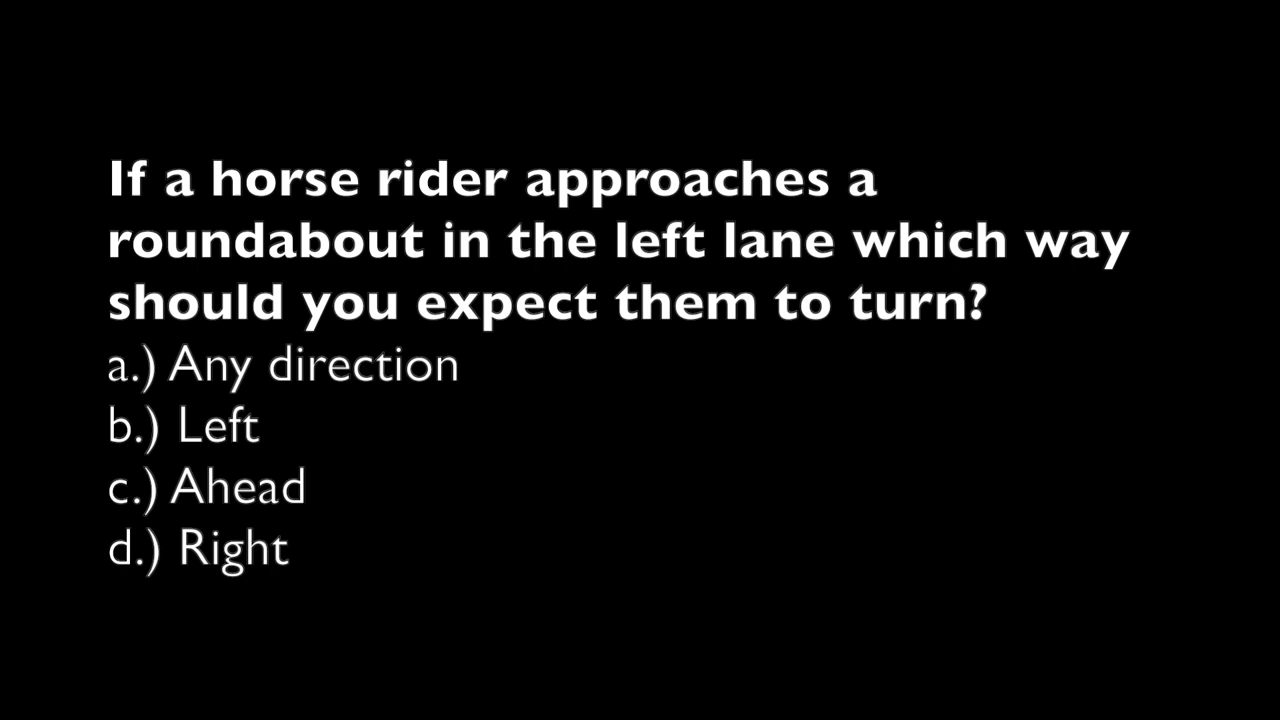 If a horse rider approaches a
roundabout in the left lane which way
should you expect them to turn?
a.) Any direction
b.) Left
c.) Ahead
d.) Right